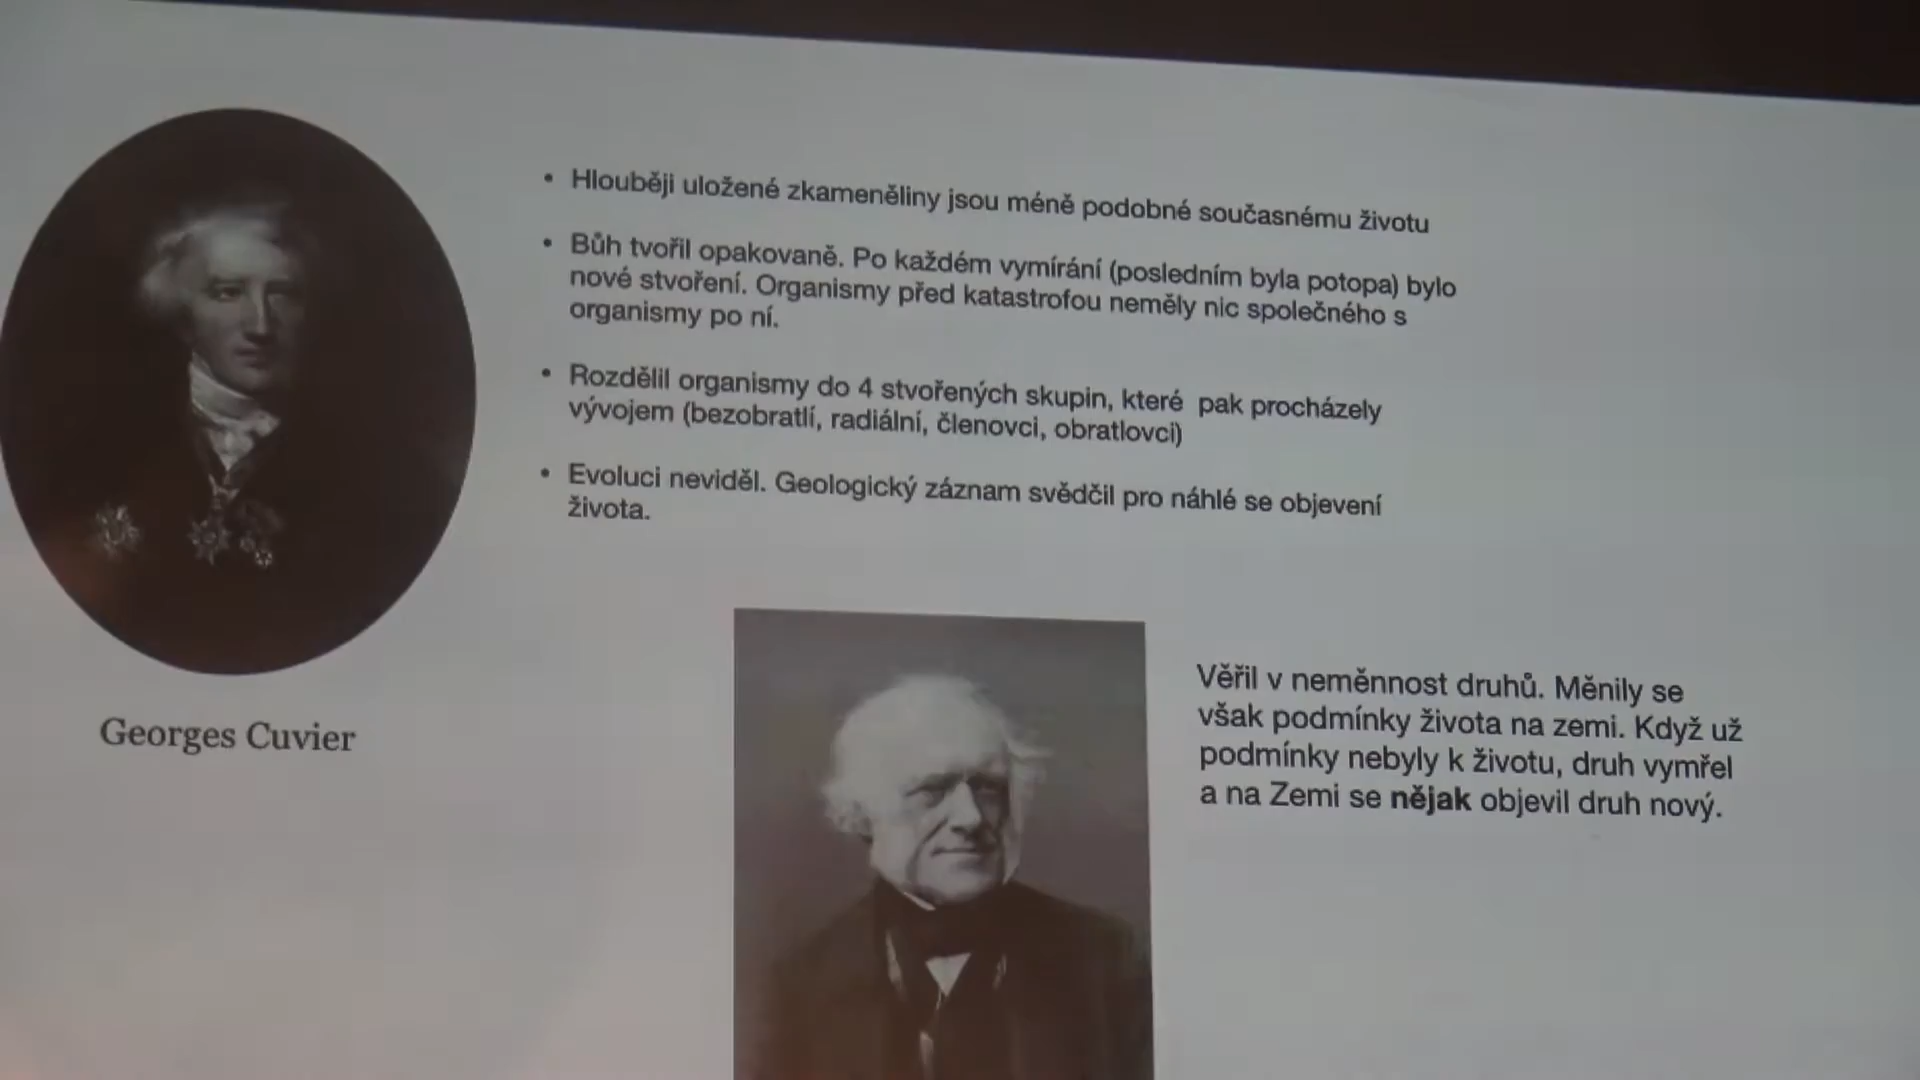 • Hlouběji uložené zkameněliny jsou méně podobné současnému životu
• Bůh tvořil opakovaně. Po každém vymírání (posledním byla potopa) bylo
nové stvoření. Organismy před katastrofou neměly nic společného s
organismy po ní.
• Rozdělil organismy do 4 stvořených skupin, které pak procházely
vývojem (bezobratlí, radiální, členovci, obratlovci)
• Evoluci neviděl. Geologický záznam svědčil pro náhlé se objevení
života.
Georges Cuvier
Věřil v neměnnost druhů. Měnily se
však podmínky života na zemi. Když už
podmínky nebyly k životu, druh vymřel
a na Zemi se nějak objevil druh nový.